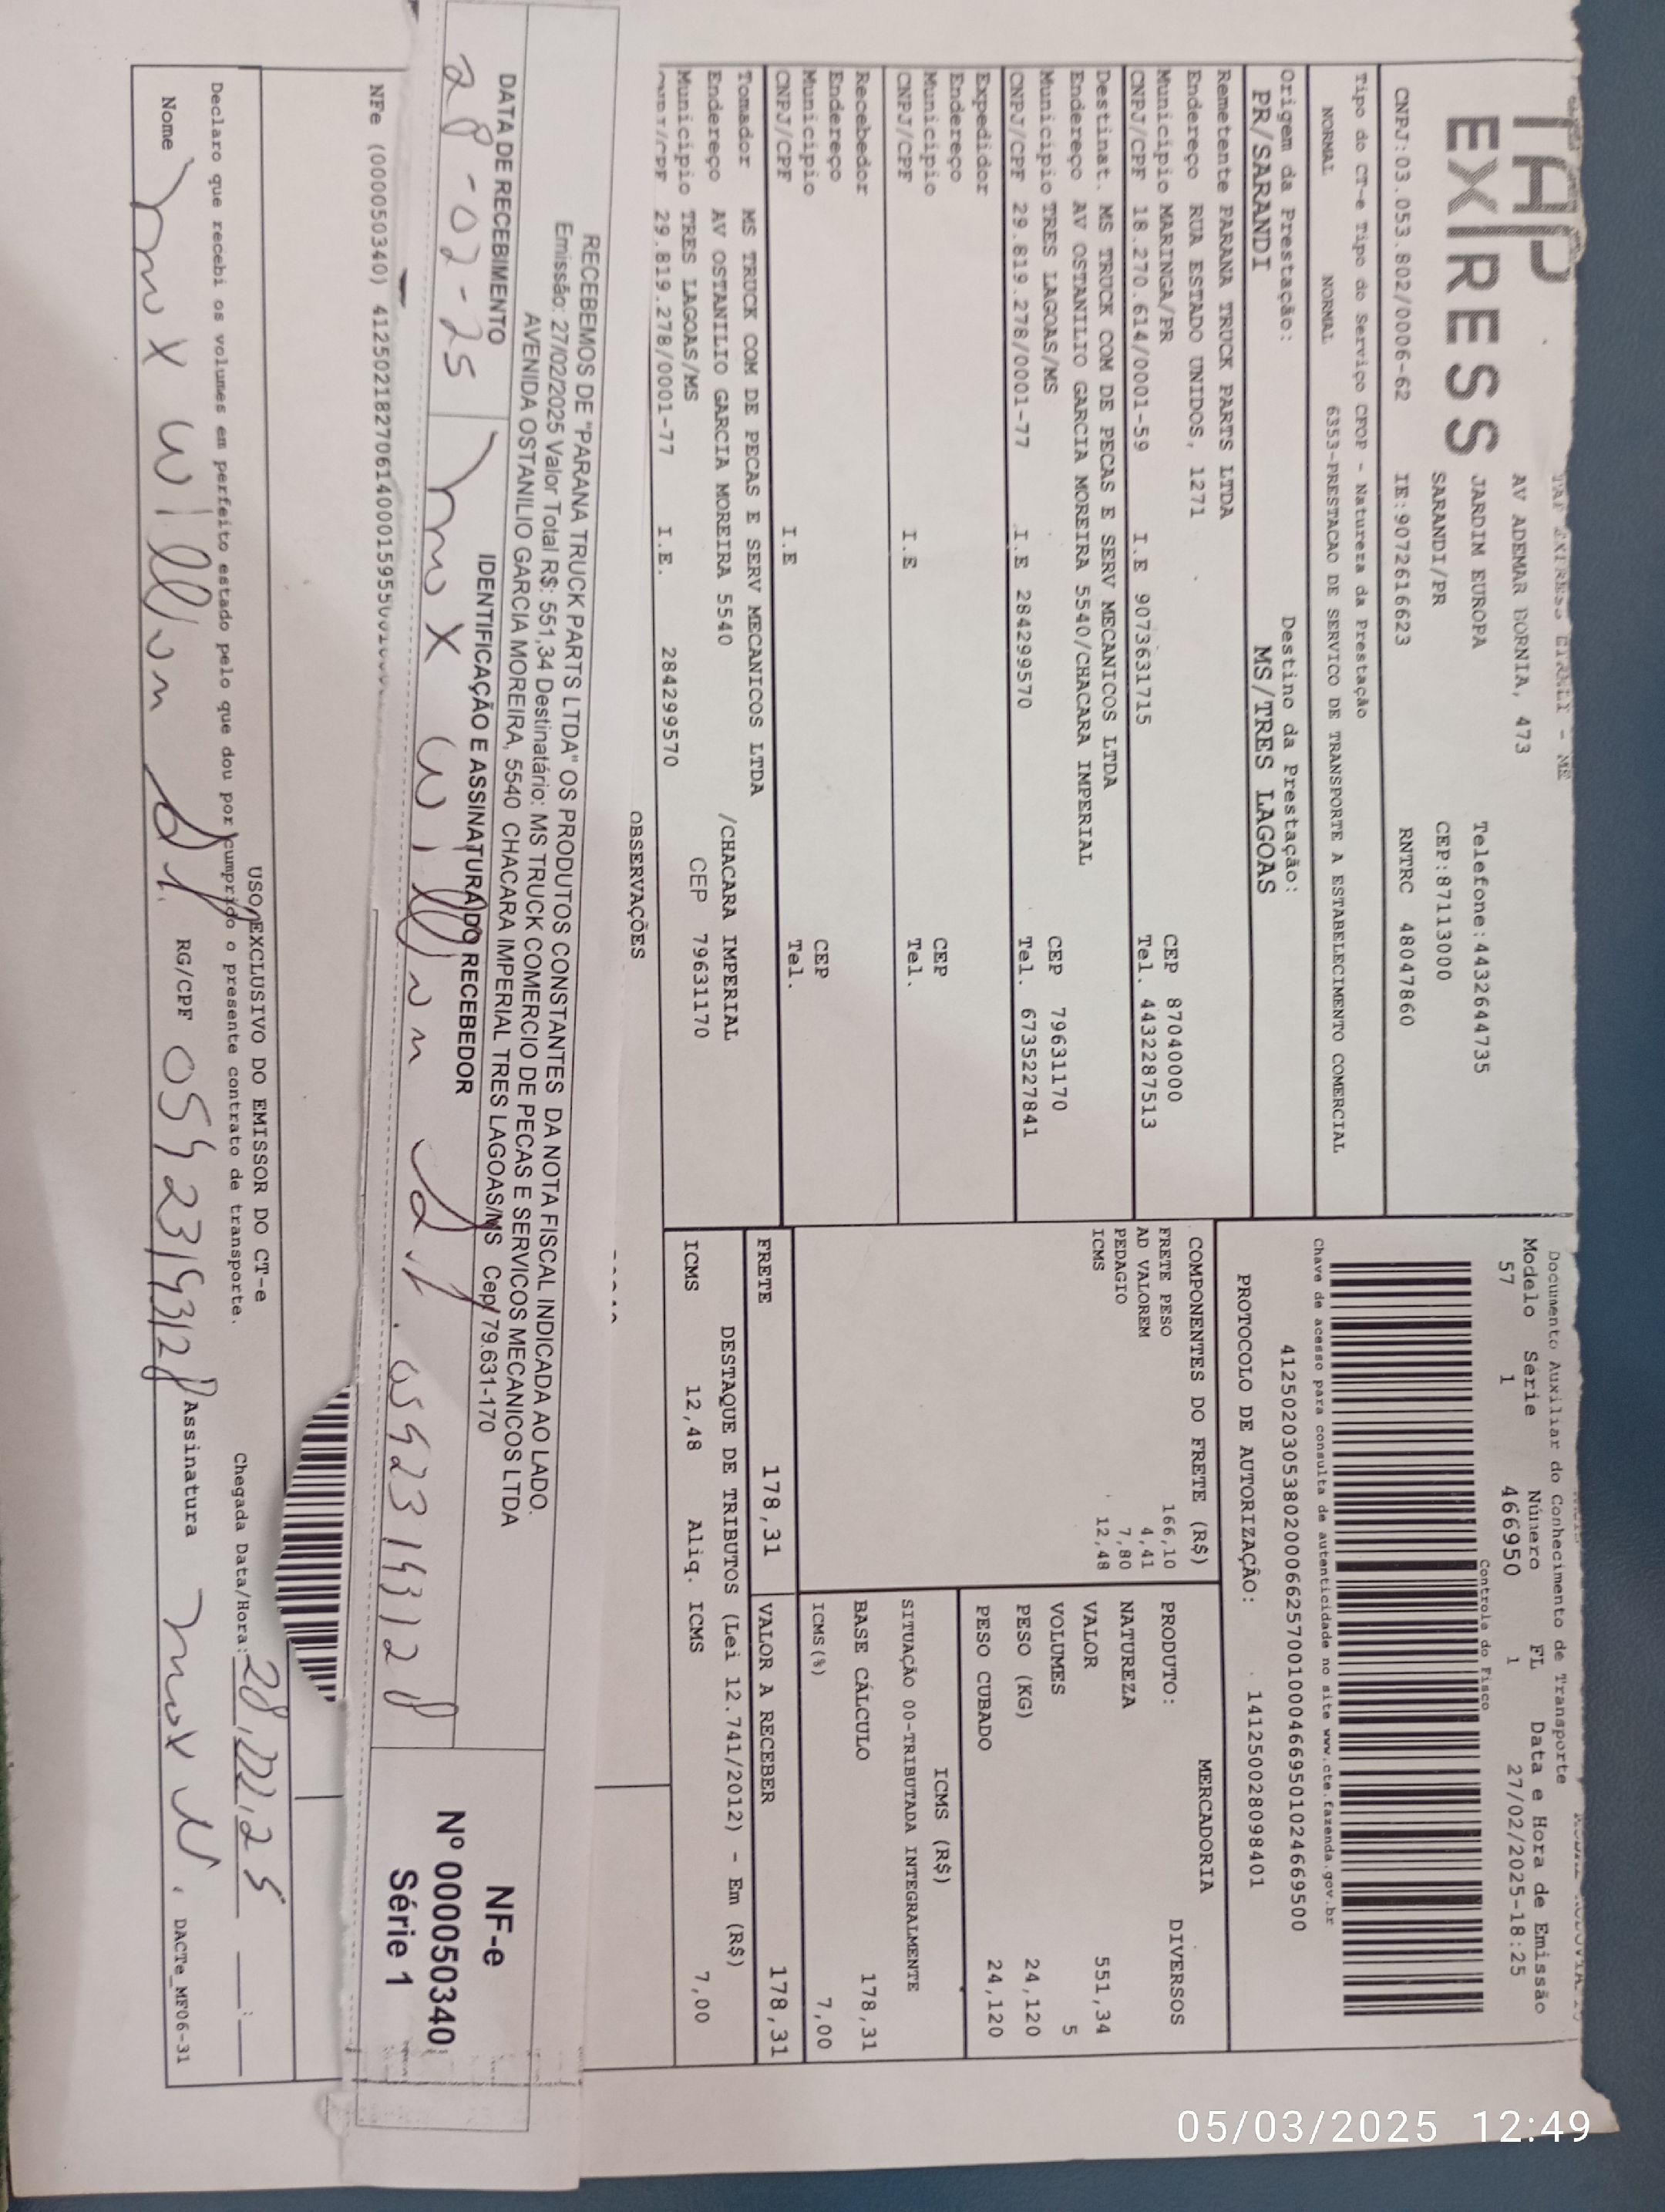 TAP
EXPRESS
AV ADEMAR BORNIA, 473
JARDIM EUROPA Telefone:4432644735
SARANDI/PR CEP:87113000
CNPJ:03.053.802/0006-62 IE:9072616623 RNTRC 48047860
Tipo do CT-e Tipo do Serviço CFOP - Natureza da Prestação
NORMAL NORMAL 6353-PRESTACAO DE SERVICO DE TRANSPORTE A ESTABELECIMENTO COMERCIAL
Origem da Prestação: Destino da Prestação:
PR/SARANDI MS/TRES LAGOAS
Remetente PARANA TRUCK PARTS LTDA
Endereço RUA ESTADO UNIDOS, 1271
Município MARINGA/PR CEP 87040000
CNPJ/CPF 18.270.614/0001-59 I.E 9073631715 Tel. 4432287513
Destinat. MS TRUCK COM DE PECAS E SERV MECANICOS LTDA
Endereço AV OSTANILIO GARCIA MOREIRA 5540/CHACARA IMPERIAL
Município TRES LAGOAS/MS CEP 79631170
CNPJ/CPF 29.819.278/0001-77 I.E 284299570 Tel. 6735227841
Expedidor
Endereço
Município CEP
CNPJ/CPF I.E Tel.
Recebedor
Endereço
Município CEP
CNPJ/CPF I.E Tel.
Tomador MS TRUCK COM DE PECAS E SERV MECANICOS LTDA
Endereço AV OSTANILIO GARCIA MOREIRA 5540 /CHACARA IMPERIAL
Município TRES LAGOAS/MS CEP 79631170
CNPJ/CPF 29.819.278/0001-77 I.E. 284299570
OBSERVAÇÕES
Documento Auxiliar do Conhecimento de Transporte
Modelo Serie Número FL Data e Hora de Emissão
57 1 466950 1 27/02/2025-18:25
Controle do Fisco
Chave de acesso para consulta de autenticidade no site www.cte.fazenda.gov.br
41250203053802000662570010004669501024669500
PROTOCOLO DE AUTORIZAÇÃO: 141250028098401
COMPONENTES DO FRETE (R$)
FRETE PESO 166,10
AD VALOREM 4,41
PEDAGIO 7,80
ICMS 12,48
MERCADORIA
PRODUTO: DIVERSOS
NATUREZA
VALOR 551,34
VOLUMES 5
PESO (KG) 24,120
PESO CUBADO 24,120
ICMS (R$)
SITUAÇÃO 00-TRIBUTADA INTEGRALMENTE
BASE CÁLCULO 178,31
ICMS(%) 7,00
FRETE 178,31 VALOR A RECEBER 178,31
DESTAQUE DE TRIBUTOS (Lei 12.741/2012) - Em (R$)
ICMS 12,48 Aliq. ICMS 7,00
RECEBEMOS DE "PARANA TRUCK PARTS LTDA" OS PRODUTOS CONSTANTES DA NOTA FISCAL INDICADA AO LADO.
Emissão: 27/02/2025 Valor Total R$: 551,34 Destinatário: MS TRUCK COMERCIO DE PECAS E SERVICOS MECANICOS LTDA
AVENIDA OSTANILIO GARCIA MOREIRA, 5540 CHACARA IMPERIAL TRES LAGOAS/MS Cep 79.631-170
DATA DE RECEBIMENTO IDENTIFICAÇÃO E ASSINATURA DO RECEBEDOR
28-02-25 Max Willian 05923193128
NF-e
Nº 000050340
Série 1
NFe (000050340) 412502182706140001595500
USO EXCLUSIVO DO EMISSOR DO CT-e
Declaro que recebi os volumes em perfeito estado pelo que dou por cumprido o presente contrato de transporte. Chegada Data/Hora: 28,02,25 __:__
Nome Max Willian RG/CPF 05923193128 Assinatura Max W. DACTe_MF06-31
05/03/2025 12:49